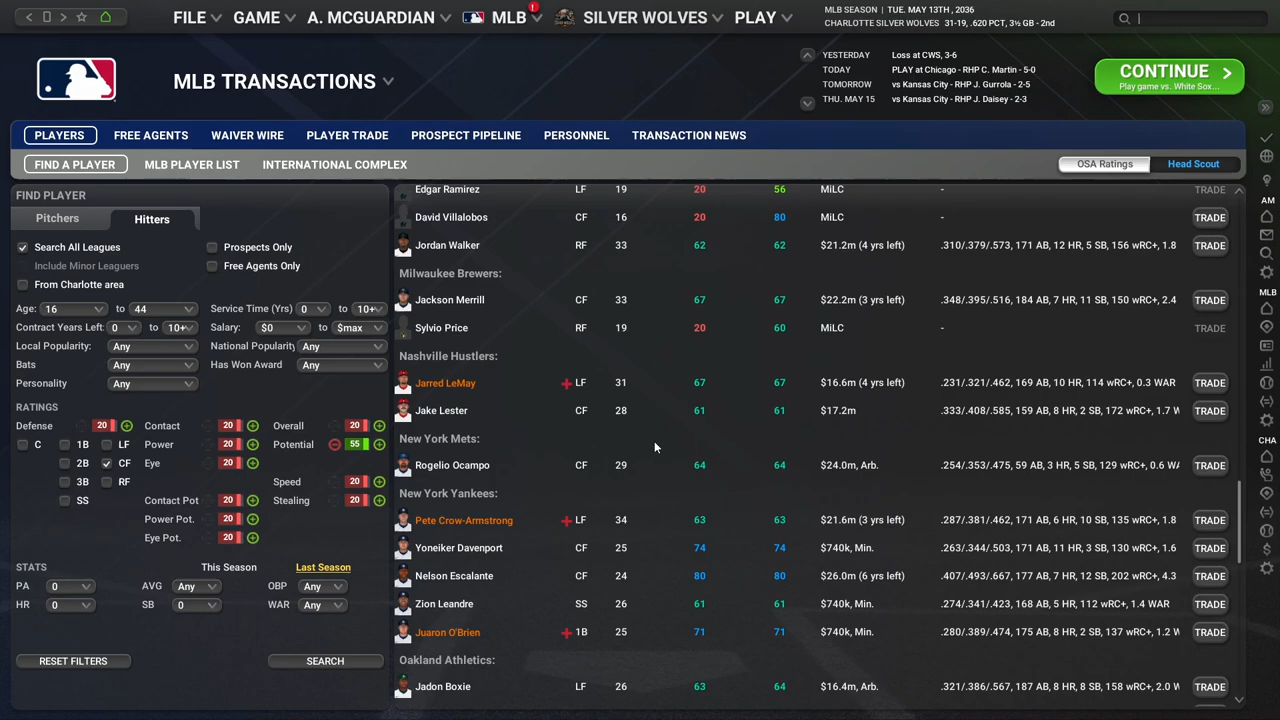 FILE GAME A. MCGUARDIAN MLB ! SILVER WOLVES PLAY
MLB SEASON | TUE. MAY 13TH , 2036
CHARLOTTE SILVER WOLVES 31-19, .620 PCT, 3½ GB - 2nd
MLB TRANSACTIONS
YESTERDAY Loss at CWS, 3-6
TODAY PLAY at Chicago - RHP C. Martin - 5-0
TOMORROW vs Kansas City - RHP J. Gurrola - 2-5
THU. MAY 15 vs Kansas City - RHP J. Daisey - 2-3
CONTINUE
Play game vs. White Sox...
PLAYERS FREE AGENTS WAIVER WIRE PLAYER TRADE PROSPECT PIPELINE PERSONNEL TRANSACTION NEWS
FIND A PLAYER MLB PLAYER LIST INTERNATIONAL COMPLEX OSA Ratings Head Scout
FIND PLAYER
Pitchers Hitters
Search All Leagues Prospects Only
Include Minor Leaguers Free Agents Only
From Charlotte area
Age: 16 to 44 Service Time (Yrs) 0 to 10+
Contract Years Left: 0 to 10+ Salary: $0 to $max
Local Popularity: Any National Popularity Any
Bats Any Has Won Award Any
Personality Any
RATINGS
Defense 20 Contact 20 Overall 20
C 1B LF Power 20 Potential 55
2B CF Eye 20
3B RF Speed 20
SS Contact Pot 20 Stealing 20
Power Pot. 20
Eye Pot. 20
STATS This Season Last Season
PA 0 AVG Any OBP Any
HR 0 SB 0 WAR Any
RESET FILTERS SEARCH
Edgar Ramirez LF 19 20 56 MiLC - TRADE
David Villalobos CF 16 20 80 MiLC - TRADE
Jordan Walker RF 33 62 62 $21.2m (4 yrs left) .310/.379/.573, 171 AB, 12 HR, 5 SB, 156 wRC+, 1.8 TRADE
Milwaukee Brewers:
Jackson Merrill CF 33 67 67 $22.2m (3 yrs left) .348/.395/.516, 184 AB, 7 HR, 11 SB, 150 wRC+, 2.4 TRADE
Sylvio Price RF 19 20 60 MiLC - TRADE
Nashville Hustlers:
Jarred LeMay LF 31 67 67 $16.6m (4 yrs left) .231/.321/.462, 169 AB, 10 HR, 114 wRC+, 0.3 WAR TRADE
Jake Lester CF 28 61 61 $17.2m .333/.408/.585, 159 AB, 8 HR, 2 SB, 172 wRC+, 1.7 W TRADE
New York Mets:
Rogelio Ocampo CF 29 64 64 $24.0m, Arb. .254/.353/.475, 59 AB, 3 HR, 5 SB, 129 wRC+, 0.6 WA TRADE
New York Yankees:
Pete Crow-Armstrong LF 34 63 63 $21.6m (3 yrs left) .287/.381/.462, 171 AB, 6 HR, 10 SB, 135 wRC+, 1.8 TRADE
Yoneiker Davenport CF 25 74 74 $740k, Min. .263/.344/.503, 171 AB, 11 HR, 3 SB, 130 wRC+, 1.6 TRADE
Nelson Escalante CF 24 80 80 $26.0m (6 yrs left) .407/.493/.667, 177 AB, 7 HR, 12 SB, 202 wRC+, 4.3 TRADE
Zion Leandre SS 26 61 61 $740k, Min. .274/.341/.423, 168 AB, 5 HR, 112 wRC+, 1.4 WAR TRADE
Juaron O'Brien 1B 25 71 71 $740k, Min. .280/.389/.474, 175 AB, 8 HR, 2 SB, 137 wRC+, 1.2 W TRADE
Oakland Athletics:
Jadon Boxie LF 26 63 64 $16.4m, Arb. .321/.386/.567, 187 AB, 8 HR, 8 SB, 158 wRC+, 2.0 W TRADE
AM
MLB
CHA